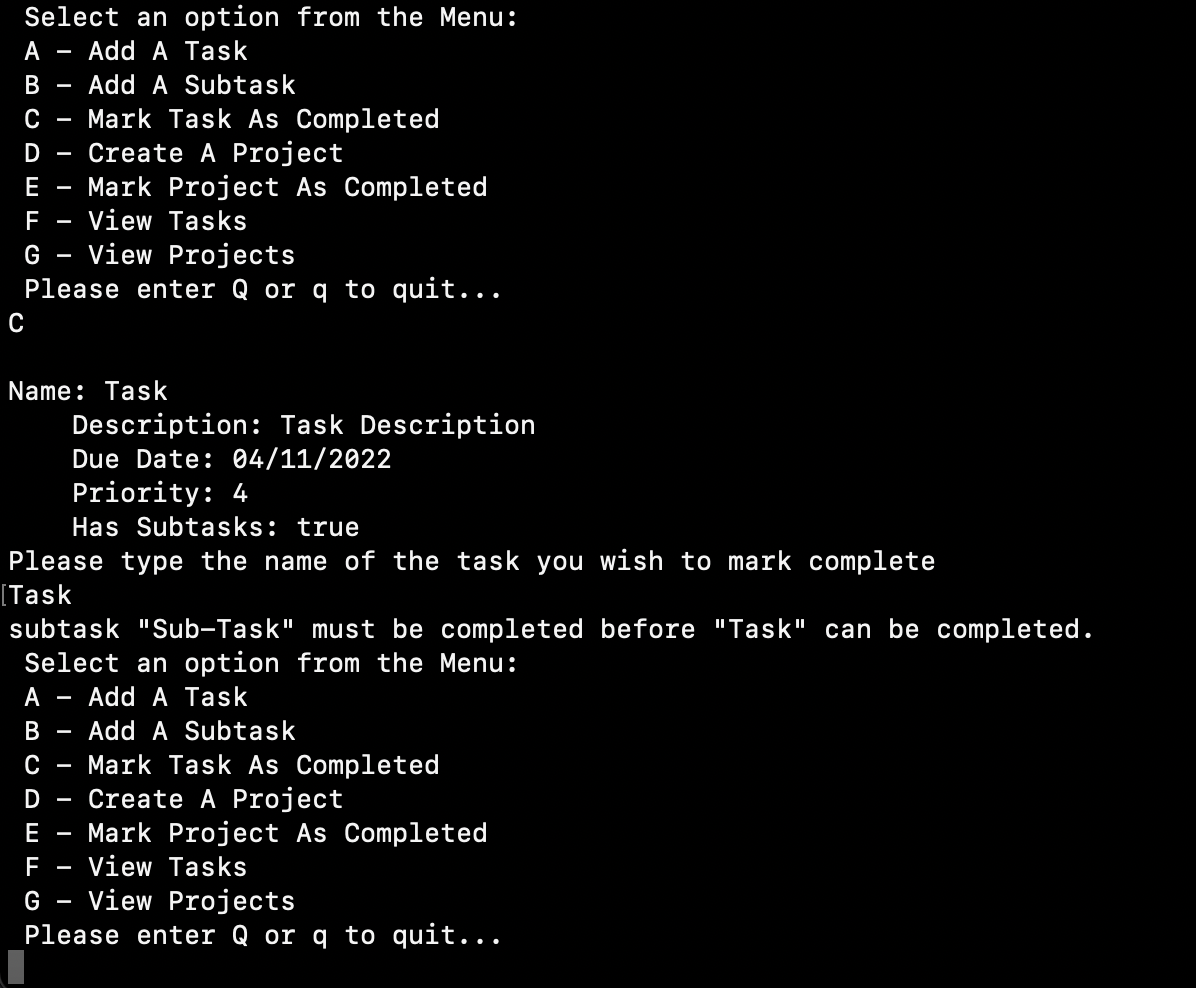 Select an option from the Menu:
A – Add A Task
B – Add A Subtask
C – Mark Task As Completed
D – Create A Project
E – Mark Project As Completed
F – View Tasks
G – View Projects
Please enter Q or q to quit...
C
Name: Task
Description: Task Description
Due Date: 04/11/2022
Priority: 4
Has Subtasks: true
Please type the name of the task you wish to mark complete
[Task
subtask "Sub-Task" must be completed before "Task" can be completed.
Select an option from the Menu:
A – Add A Task
B – Add A Subtask
C – Mark Task As Completed
D – Create A Project
E – Mark Project As Completed
F – View Tasks
G – View Projects
Please enter Q or q to quit...